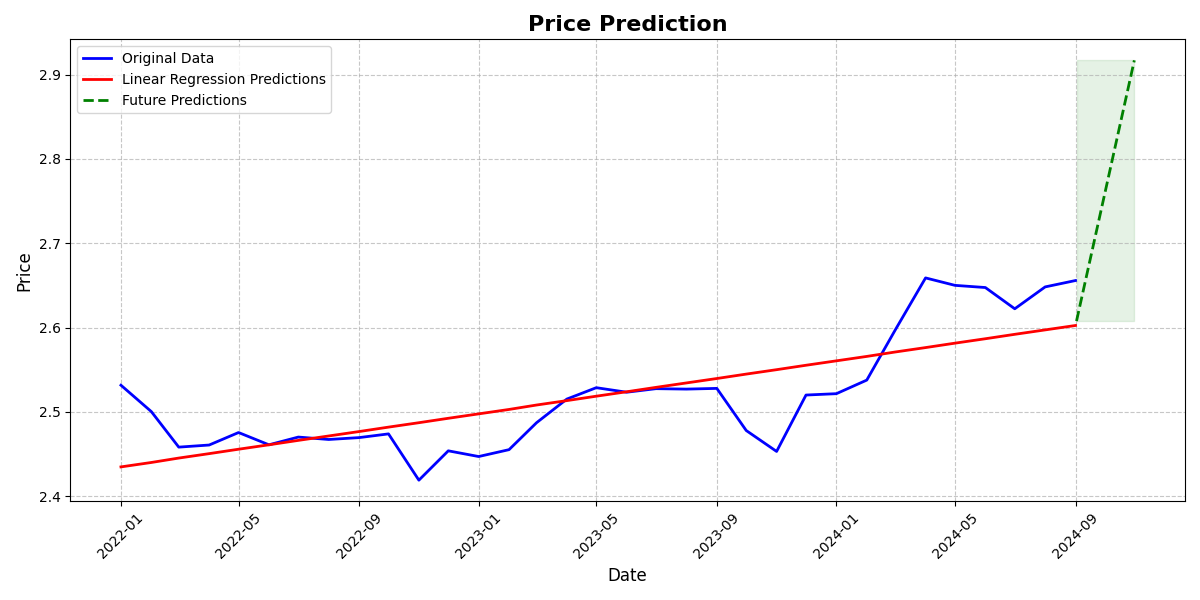 Price Prediction
Original Data
Linear Regression Predictions
Future Predictions
Price
2.9
2.8
2.7
2.6
2.5
2.4
2022-01
2022-05
2022-09
2023-01
2023-05
2023-09
2024-01
2024-05
2024-09
Date